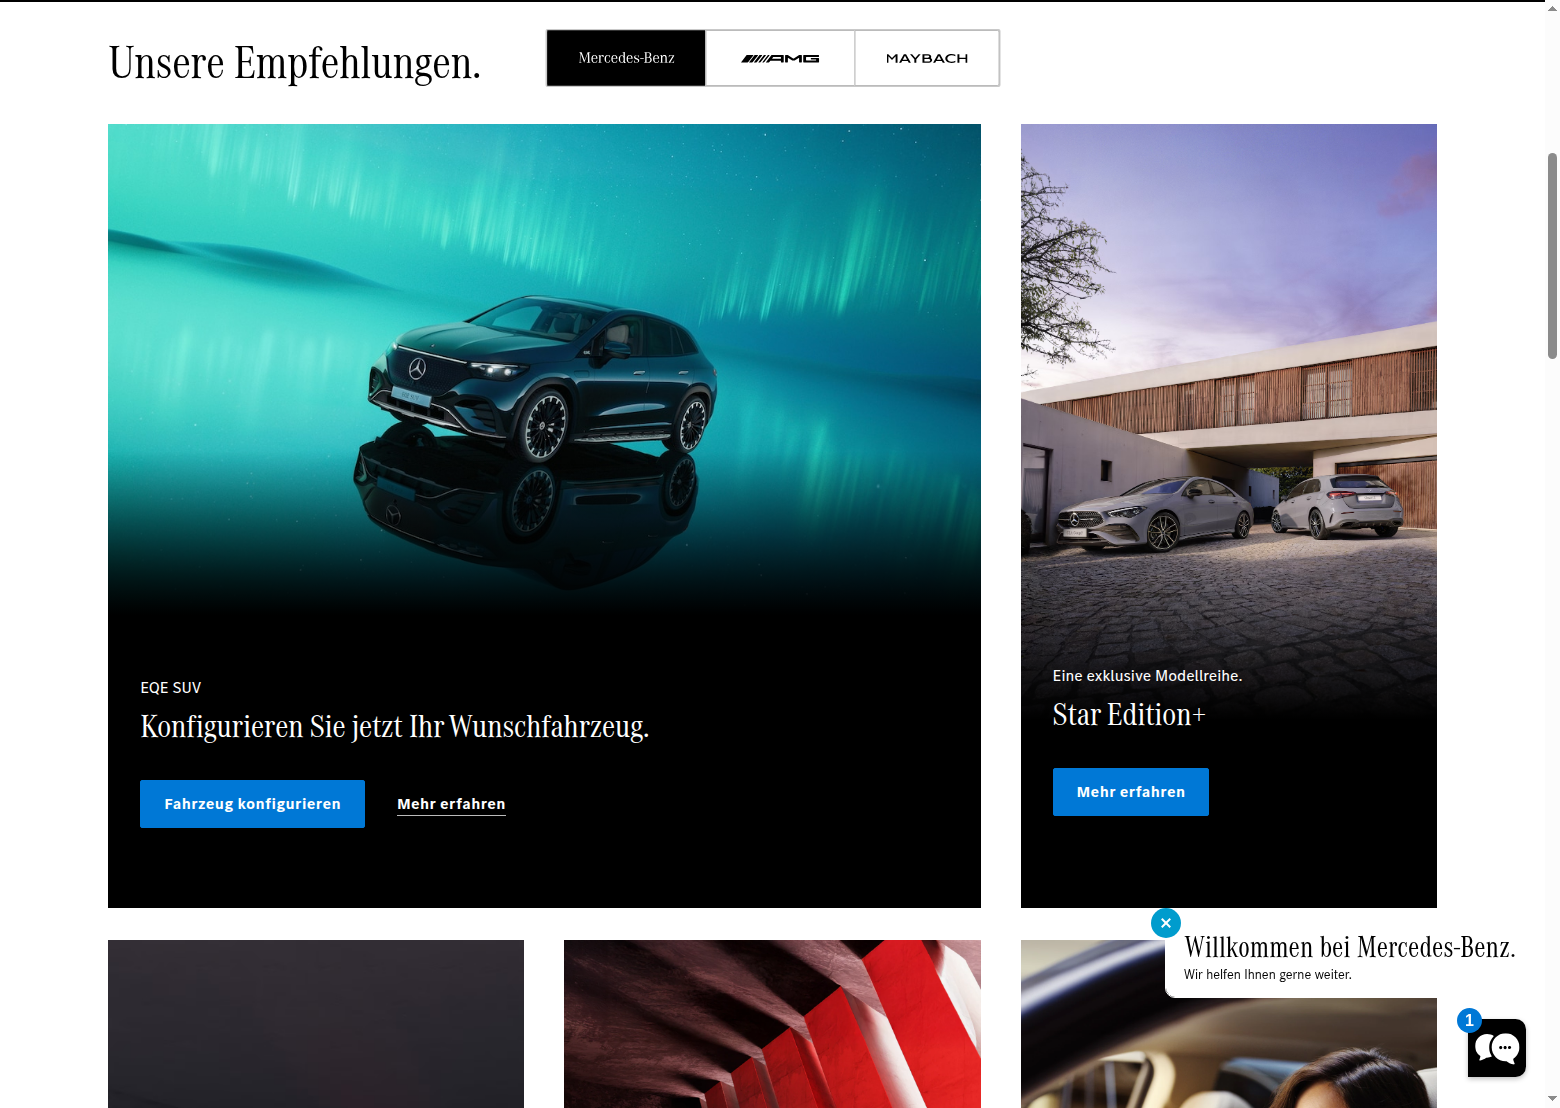 Unsere Empfehlungen.
Mercedes-Benz
AMG
MAYBACH
EQE SUV
Konfigurieren Sie jetzt Ihr Wunschfahrzeug.
Fahrzeug konfigurieren
Mehr erfahren
Eine exklusive Modellreihe.
Star Edition+
Mehr erfahren
Willkommen bei Mercedes-Benz.
Wir helfen Ihnen gerne weiter.
1